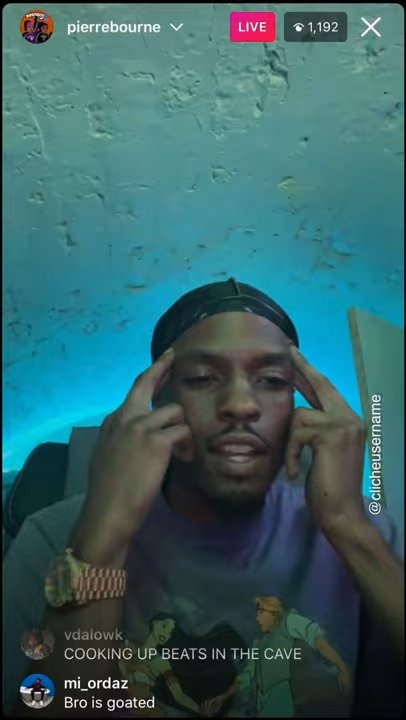 pierrebourne
LIVE
1,192
@clicheusername
vdalowk
COOKING UP BEATS IN THE CAVE
mi_ordaz
Bro is goated